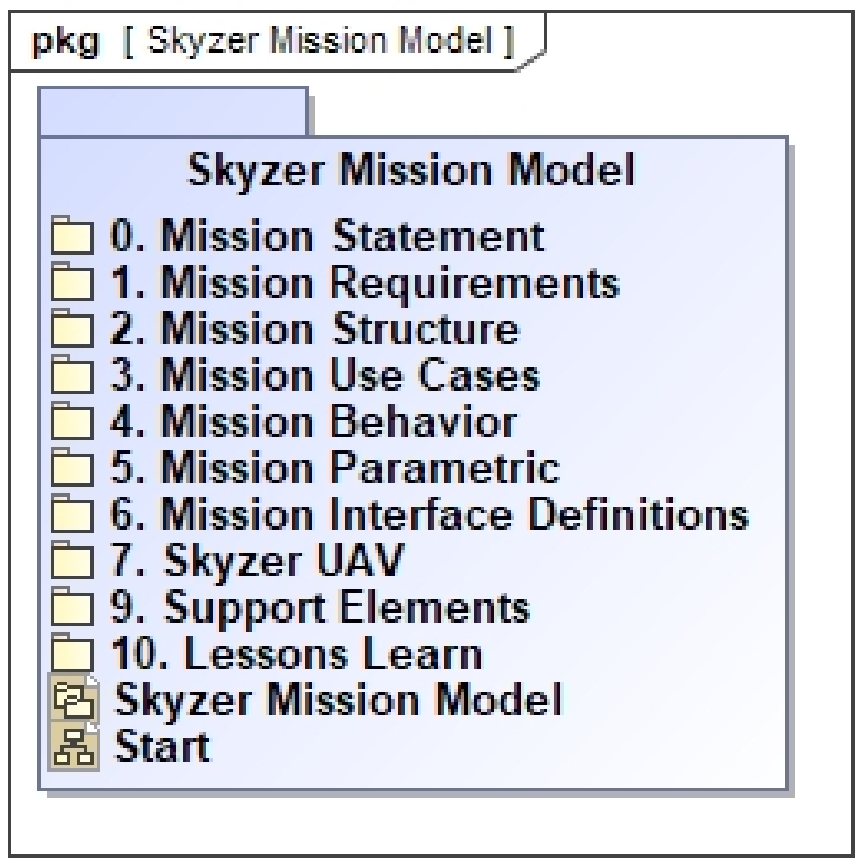 pkg [ Skyzer Mission Model ]
Skyzer Mission Model
0. Mission Statement
1. Mission Requirements
2. Mission Structure
3. Mission Use Cases
4. Mission Behavior
5. Mission Parametric
6. Mission Interface Definitions
7. Skyzer UAV
9. Support Elements
10. Lessons Learn
Skyzer Mission Model
Start